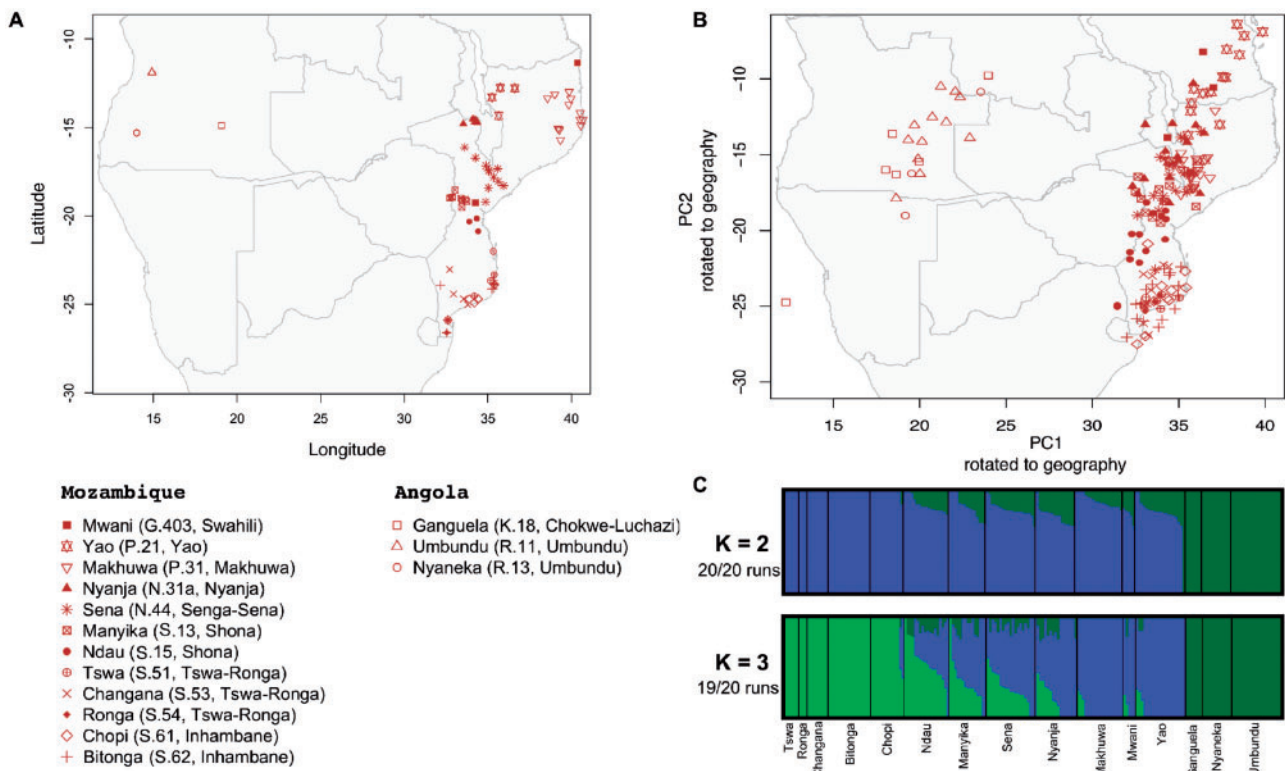 A
-10
-15
-20
-25
-30
Latitude
15
20
25
30
35
40
Longitude
B
-10
-15
-20
-25
-30
PC2
rotated to geography
15
20
25
30
35
40
PC1
rotated to geography
Mozambique
Mwani (G.403, Swahili)
Yao (P.21, Yao)
Makhuwa (P.31, Makhuwa)
Nyanja (N.31a, Nyanja)
Sena (N.44, Senga-Sena)
Manyika (S.13, Shona)
Ndau (S.15, Shona)
Tswa (S.51, Tswa-Ronga)
Changana (S.53, Tswa-Ronga)
Ronga (S.54, Tswa-Ronga)
Chopi (S.61, Inhambane)
Bitonga (S.62, Inhambane)
Angola
Ganguela (K.18, Chokwe-Luchazi)
Umbundu (R.11, Umbundu)
Nyaneka (R.13, Umbundu)
C
K = 2
20/20 runs
K = 3
19/20 runs
Tswa
Ronga
Changana
Bitonga
Chopi
Ndau
Manyika
Sena
Nyanja
Makhuwa
Mwani
Yao
Ganguela
Nyaneka
Umbundu